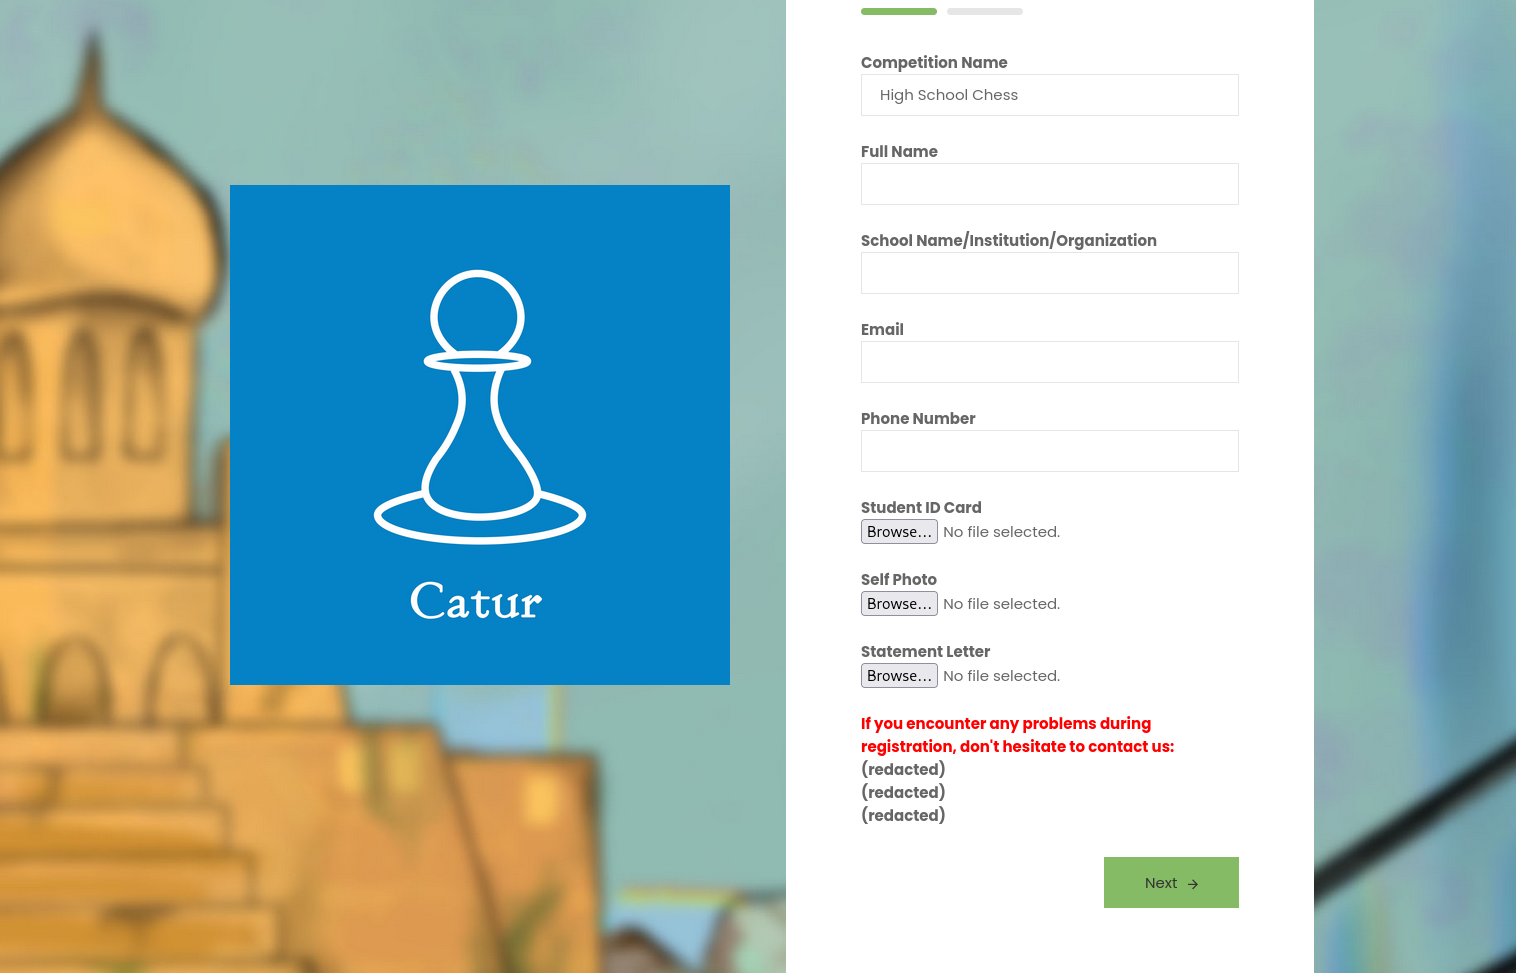 Catur
Competition Name
High School Chess
Full Name
School Name/Institution/Organization
Email
Phone Number
Student ID Card
Browse... No file selected.
Self Photo
Browse... No file selected.
Statement Letter
Browse... No file selected.
If you encounter any problems during
registration, don't hesitate to contact us:
(redacted)
(redacted)
(redacted)
Next →